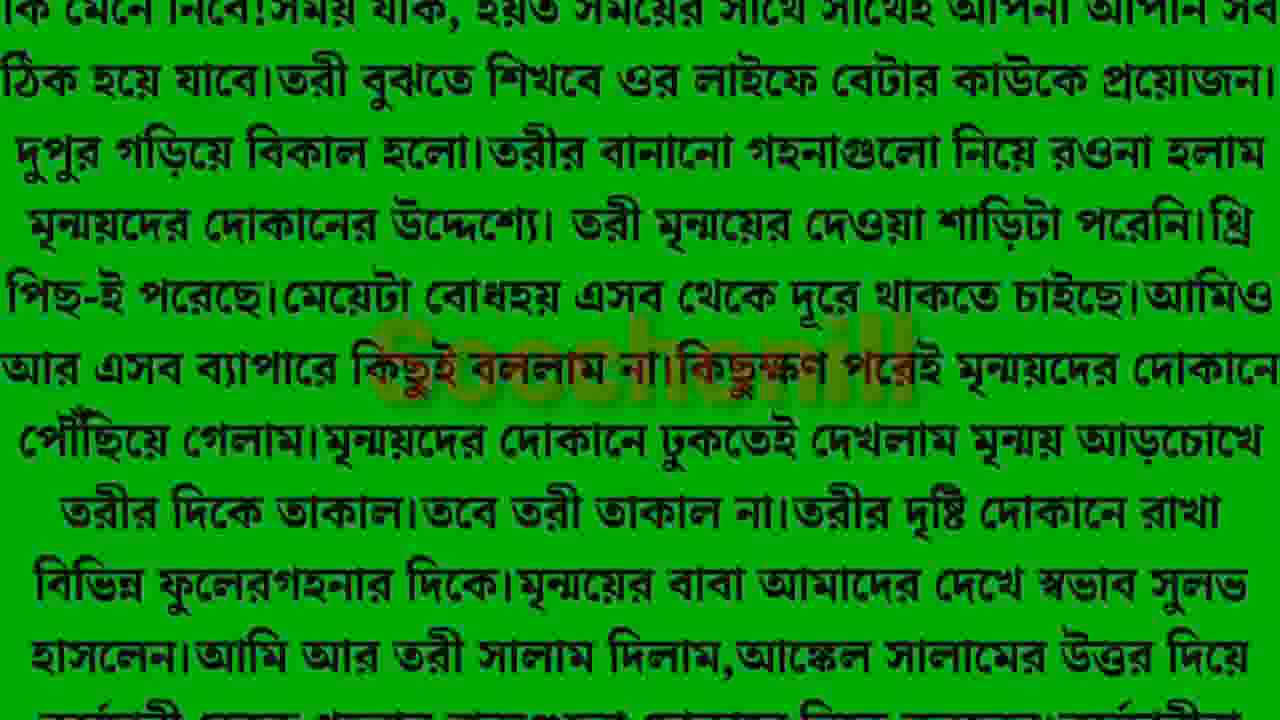 কি মেনে নিবে!সময় যাক, হয়ত সময়ের সাথে সাথেই আপনা আপনি সব
ঠিক হয়ে যাবে।তরী বুঝতে শিখবে ওর লাইফে বেটার কাউকে প্রয়োজন।
দুপুর গড়িয়ে বিকাল হলো।তরীর বানানো গহনাগুলো নিয়ে রওনা হলাম
মৃন্ময়দের দোকানের উদ্দেশ্যে। তরী মৃন্ময়ের দেওয়া শাড়িটা পরেনি।থ্রি
পিছ-ই পরেছে।মেয়েটা বোধহয় এসব থেকে দূরে থাকতে চাইছে।আমিও
আর এসব ব্যাপারে কিছুই বললাম না।কিছুক্ষণ পরেই মৃন্ময়দের দোকানে
পৌঁছিয়ে গেলাম।মৃন্ময়দের দোকানে ঢুকতেই দেখলাম মৃন্ময় আড়চোখে
তরীর দিকে তাকাল।তবে তরী তাকাল না।তরীর দৃষ্টি দোকানে রাখা
বিভিন্ন ফুলেরগহনার দিকে।মৃন্ময়ের বাবা আমাদের দেখে স্বভাব সুলভ
হাসলেন।আমি আর তরী সালাম দিলাম,আঙ্কেল সালামের উত্তর দিয়ে